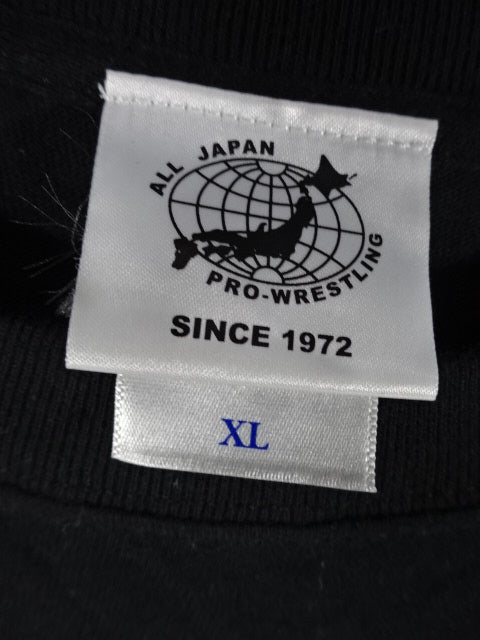 ALL JAPAN
PRO-WRESTLING
SINCE 1972
XL